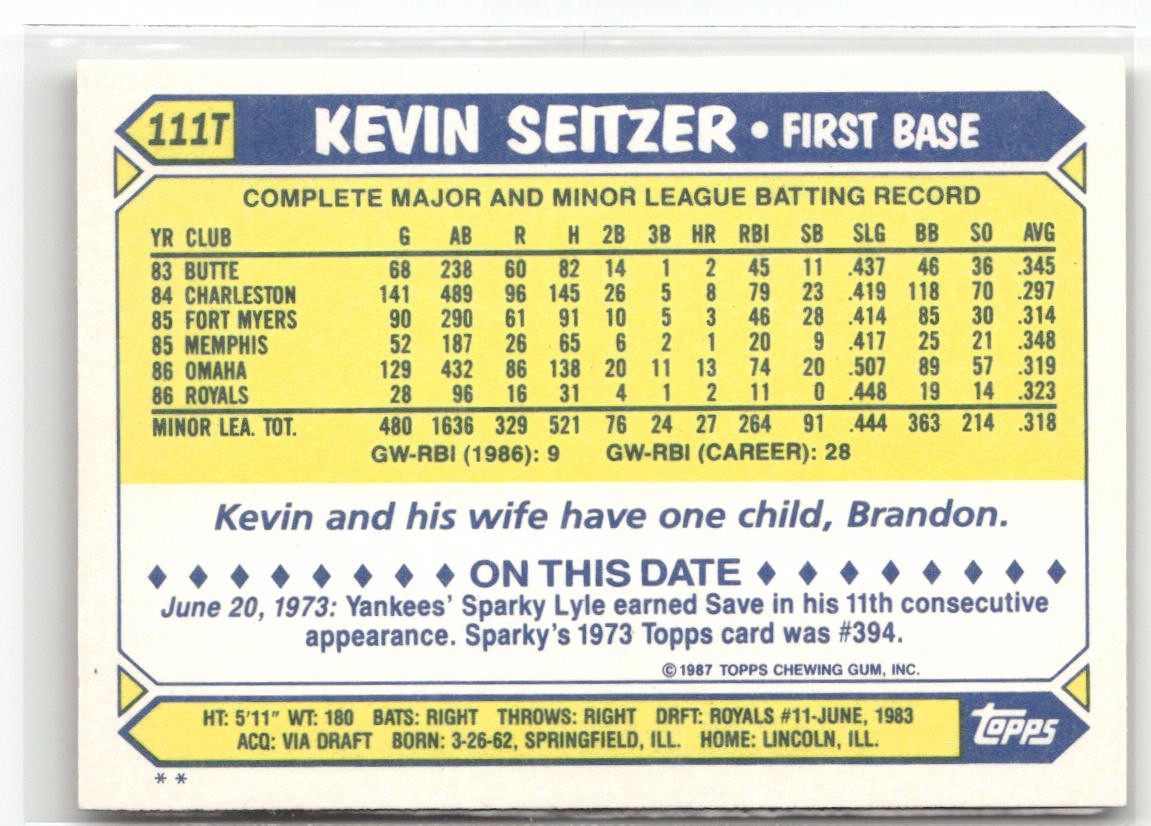 111T KEVIN SEITZER • FIRST BASE
COMPLETE MAJOR AND MINOR LEAGUE BATTING RECORD
YR CLUB G AB R H 2B 3B HR RBI SB SLG BB SO AVG
83 BUTTE 68 238 60 82 14 1 2 45 11 .437 46 36 .345
84 CHARLESTON 141 489 96 145 26 5 8 79 23 .419 118 70 .297
85 FORT MYERS 90 290 61 91 10 5 3 46 28 .414 85 30 .314
85 MEMPHIS 52 187 26 65 6 2 1 20 9 .417 25 21 .348
86 OMAHA 129 432 86 138 20 11 13 74 20 .507 89 57 .319
86 ROYALS 28 96 16 31 4 1 2 11 0 .448 19 14 .323
MINOR LEA. TOT. 480 1636 329 521 76 24 27 264 91 .444 363 214 .318
GW-RBI (1986): 9 GW-RBI (CAREER): 28
Kevin and his wife have one child, Brandon.
ON THIS DATE
June 20, 1973: Yankees' Sparky Lyle earned Save in his 11th consecutive
appearance. Sparky's 1973 Topps card was #394.
© 1987 TOPPS CHEWING GUM, INC.
HT: 5'11" WT: 180 BATS: RIGHT THROWS: RIGHT DRFT: ROYALS #11-JUNE, 1983
ACQ: VIA DRAFT BORN: 3-26-62, SPRINGFIELD, ILL. HOME: LINCOLN, ILL.
Topps
**